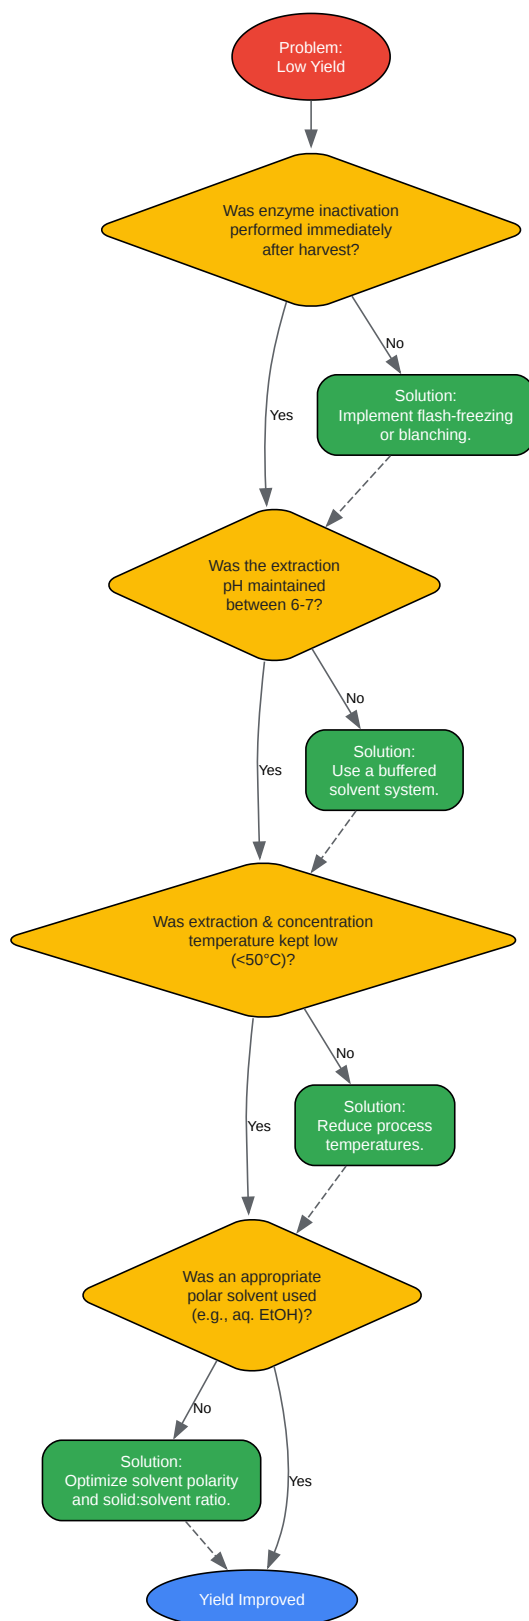 Problem:
Low Yield
Was enzyme inactivation
performed immediately
after harvest?
No
Solution:
Implement flash-freezing
or blanching.
Yes
Was the extraction
pH maintained
between 6-7?
No
Solution:
Use a buffered
solvent system.
Yes
Was extraction & concentration
temperature kept low
(<50°C)?
No
Solution:
Reduce process
temperatures.
Yes
Was an appropriate
polar solvent used
(e.g., aq. EtOH)?
No
Solution:
Optimize solvent polarity
and solid:solvent ratio.
Yes
Yield Improved